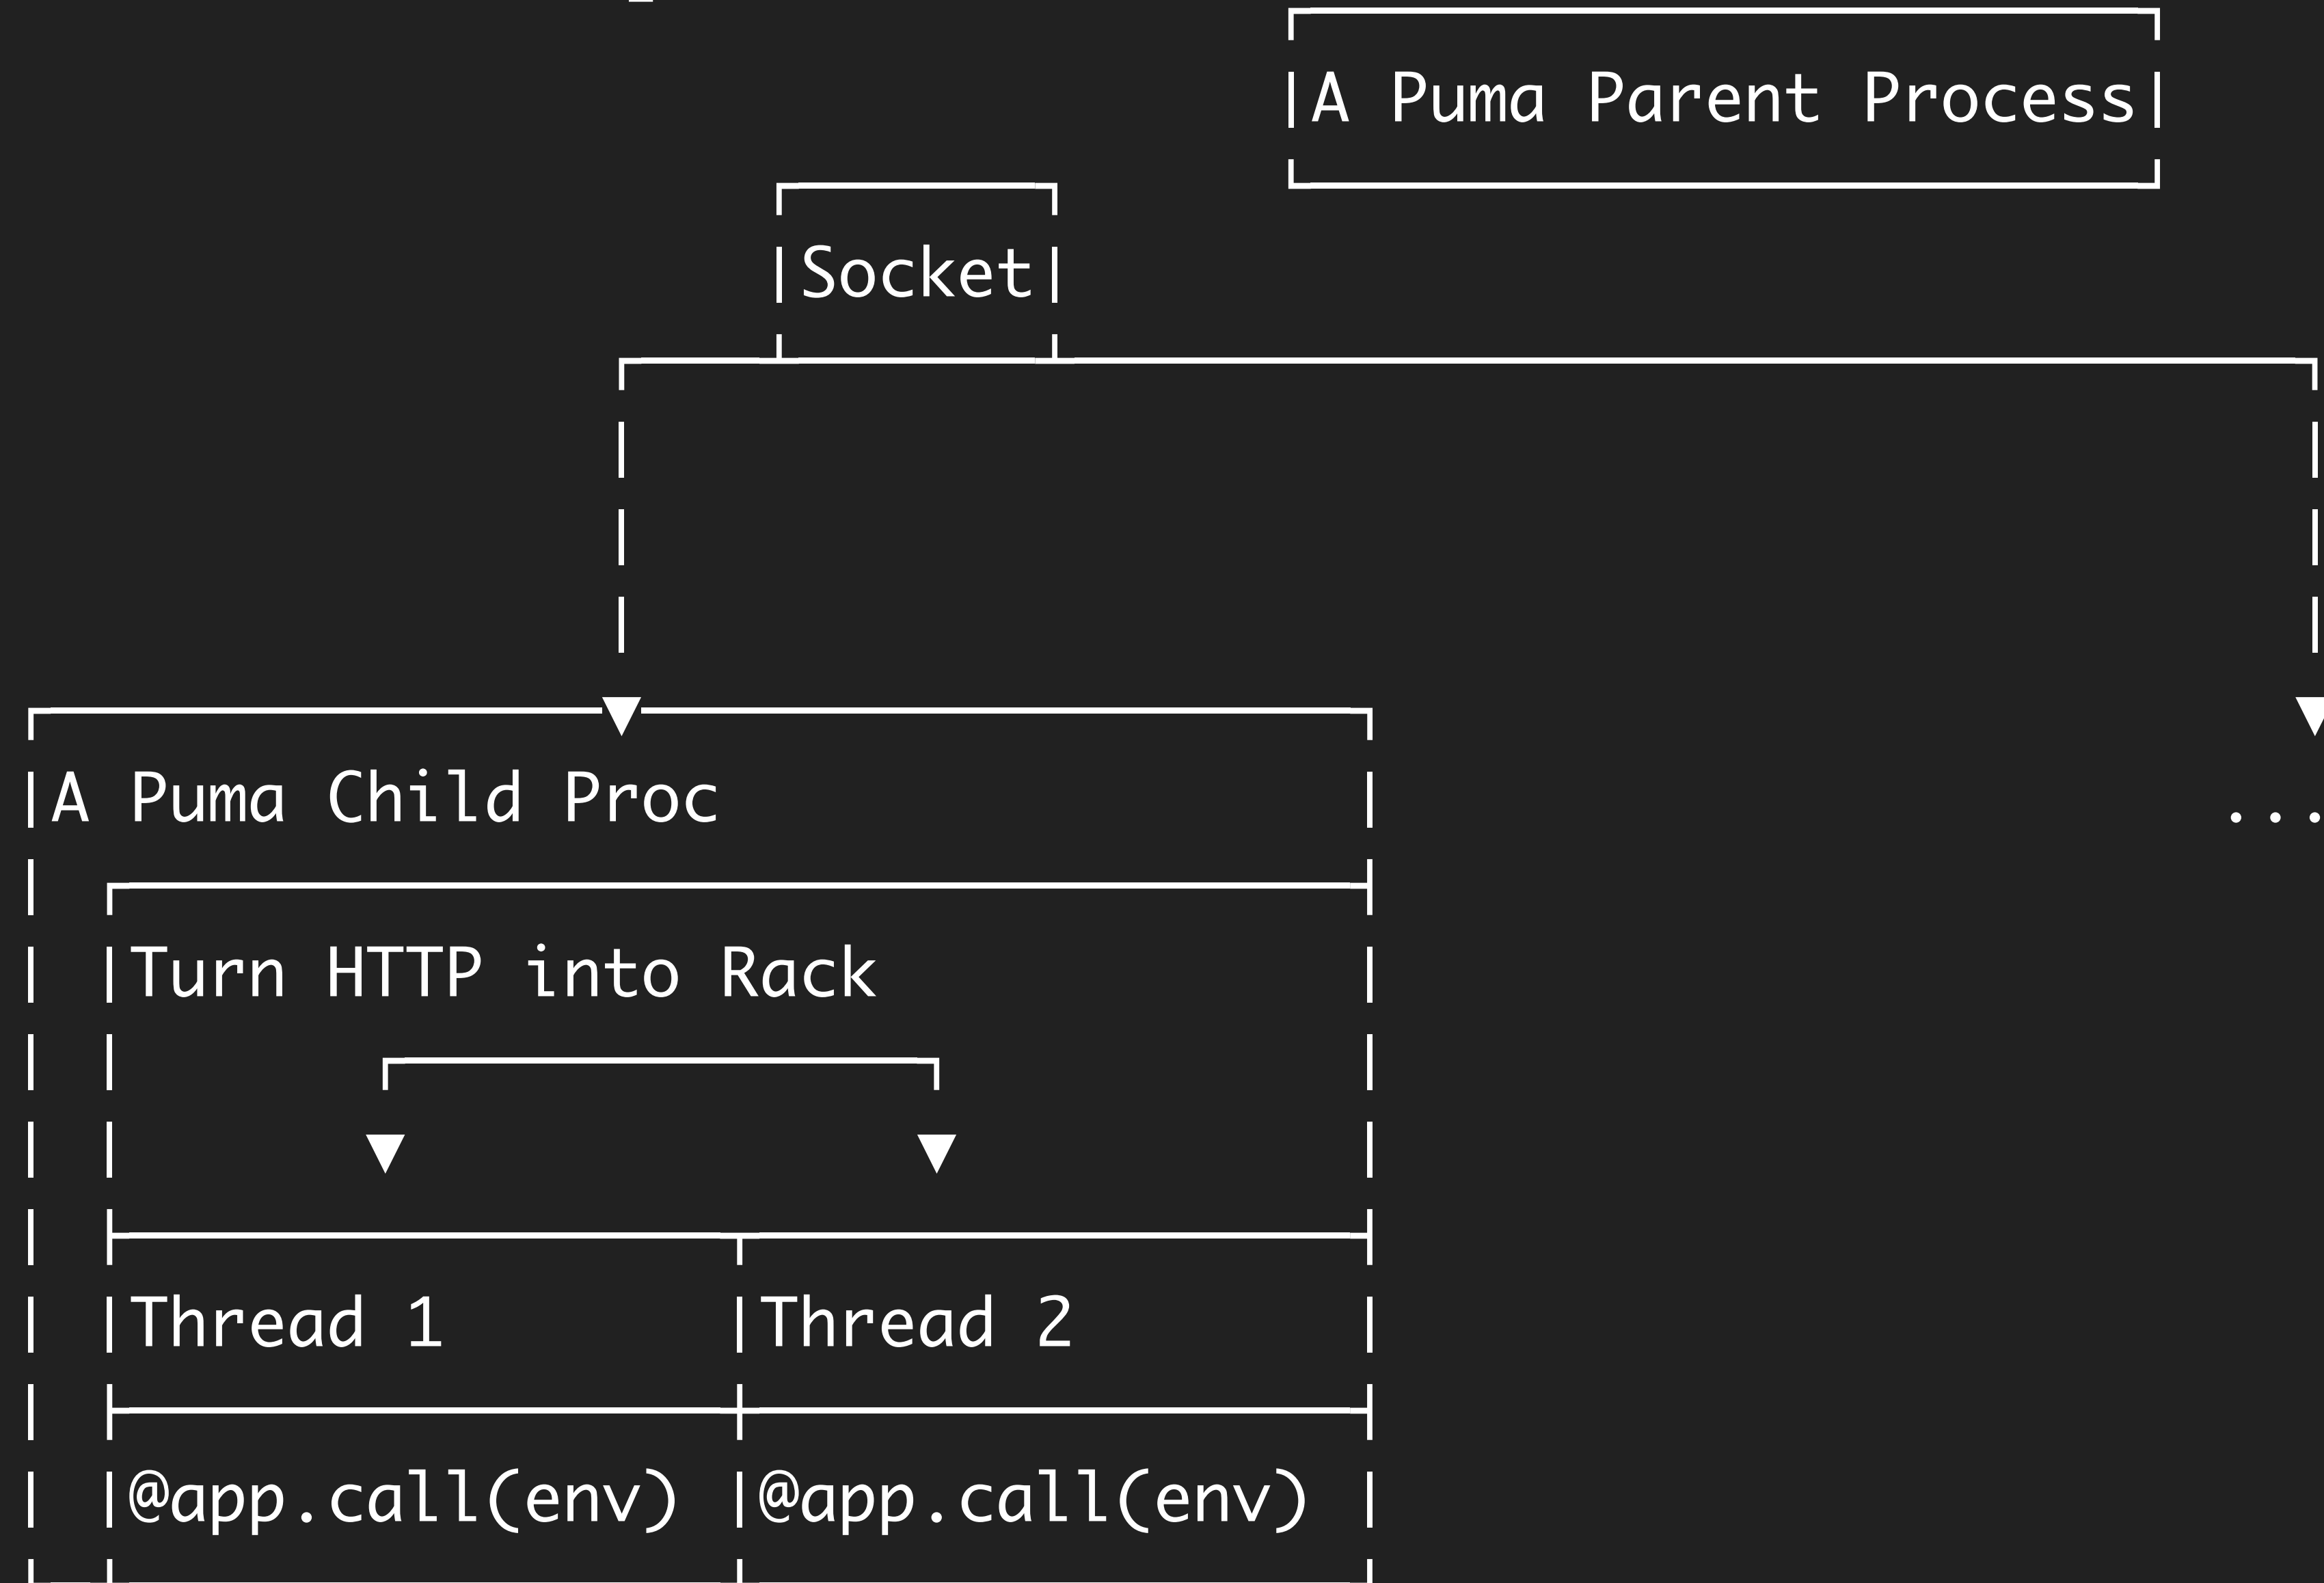 A Puma Parent Process
Socket
A Puma Child Proc
...
Turn HTTP into Rack
Thread 1
Thread 2
@app.call(env)
@app.call(env)